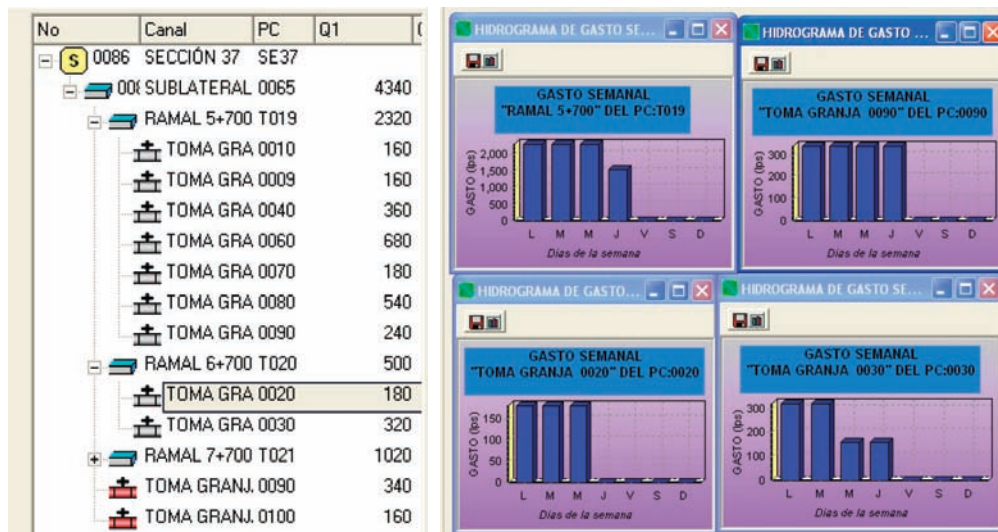 No Canal PC Q1
S 0086 SECCIÓN 37 SE37
SUBLATERAL 0065 4340
RAMAL 5+700 T019 2320
TOMA GRA 0010 160
TOMA GRA 0009 160
TOMA GRA 0040 360
TOMA GRA 0060 680
TOMA GRA 0070 180
TOMA GRA 0080 540
TOMA GRA 0090 240
RAMAL 6+700 T020 500
TOMA GRA 0020 180
TOMA GRA 0030 320
RAMAL 7+700 T021 1020
TOMA GRANJ. 0090 340
TOMA GRANJ. 0100 160
HIDROGRAMA DE GASTO SE...
GASTO SEMANAL
"RAMAL 5+700" DEL PC:T019
GASTO (lps)
2,000
1,500
1,000
500
0
L M M J V S D
Días de la semana
HIDROGRAMA DE GASTO ...
GASTO SEMANAL
"TOMA GRANJA 0090" DEL PC:0090
GASTO (lps)
300
200
100
0
L M M J V S D
Días de la semana
HIDROGRAMA DE GASTO...
GASTO SEMANAL
"TOMA GRANJA 0020" DEL PC:0020
GASTO (lps)
150
100
50
0
L M M J V S D
Días de la semana
HIDROGRAMA DE GASTO SE...
GASTO SEMANAL
"TOMA GRANJA 0030" DEL PC:0030
GASTO (lps)
300
200
100
0
L M M J V S D
Días de la semana